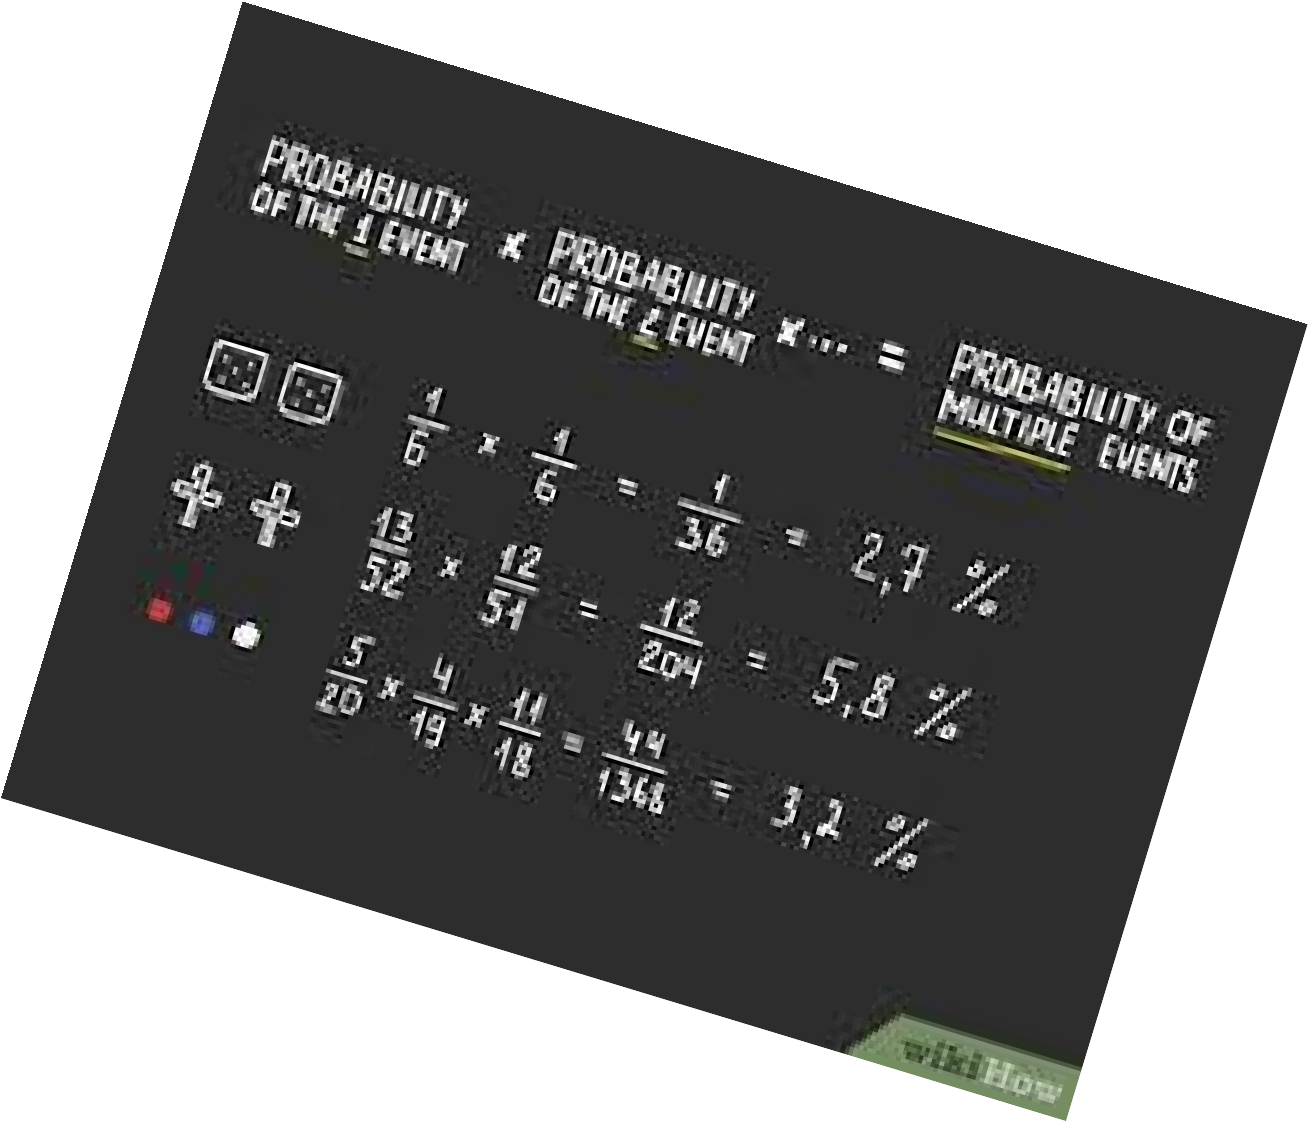 PROBABILITY
OF THE 1 EVENT
x
PROBABILITY
OF THE 2 EVENT
x... =
PROBABILITY OF
MULTIPLE EVENTS
1/6 x 1/6 = 1/36 = 2,7 %
13/52 x 12/51 = 12/204 = 5,8 %
5/20 x 4/19 x 11/18 = 44/1368 = 3,2 %
wikiHow